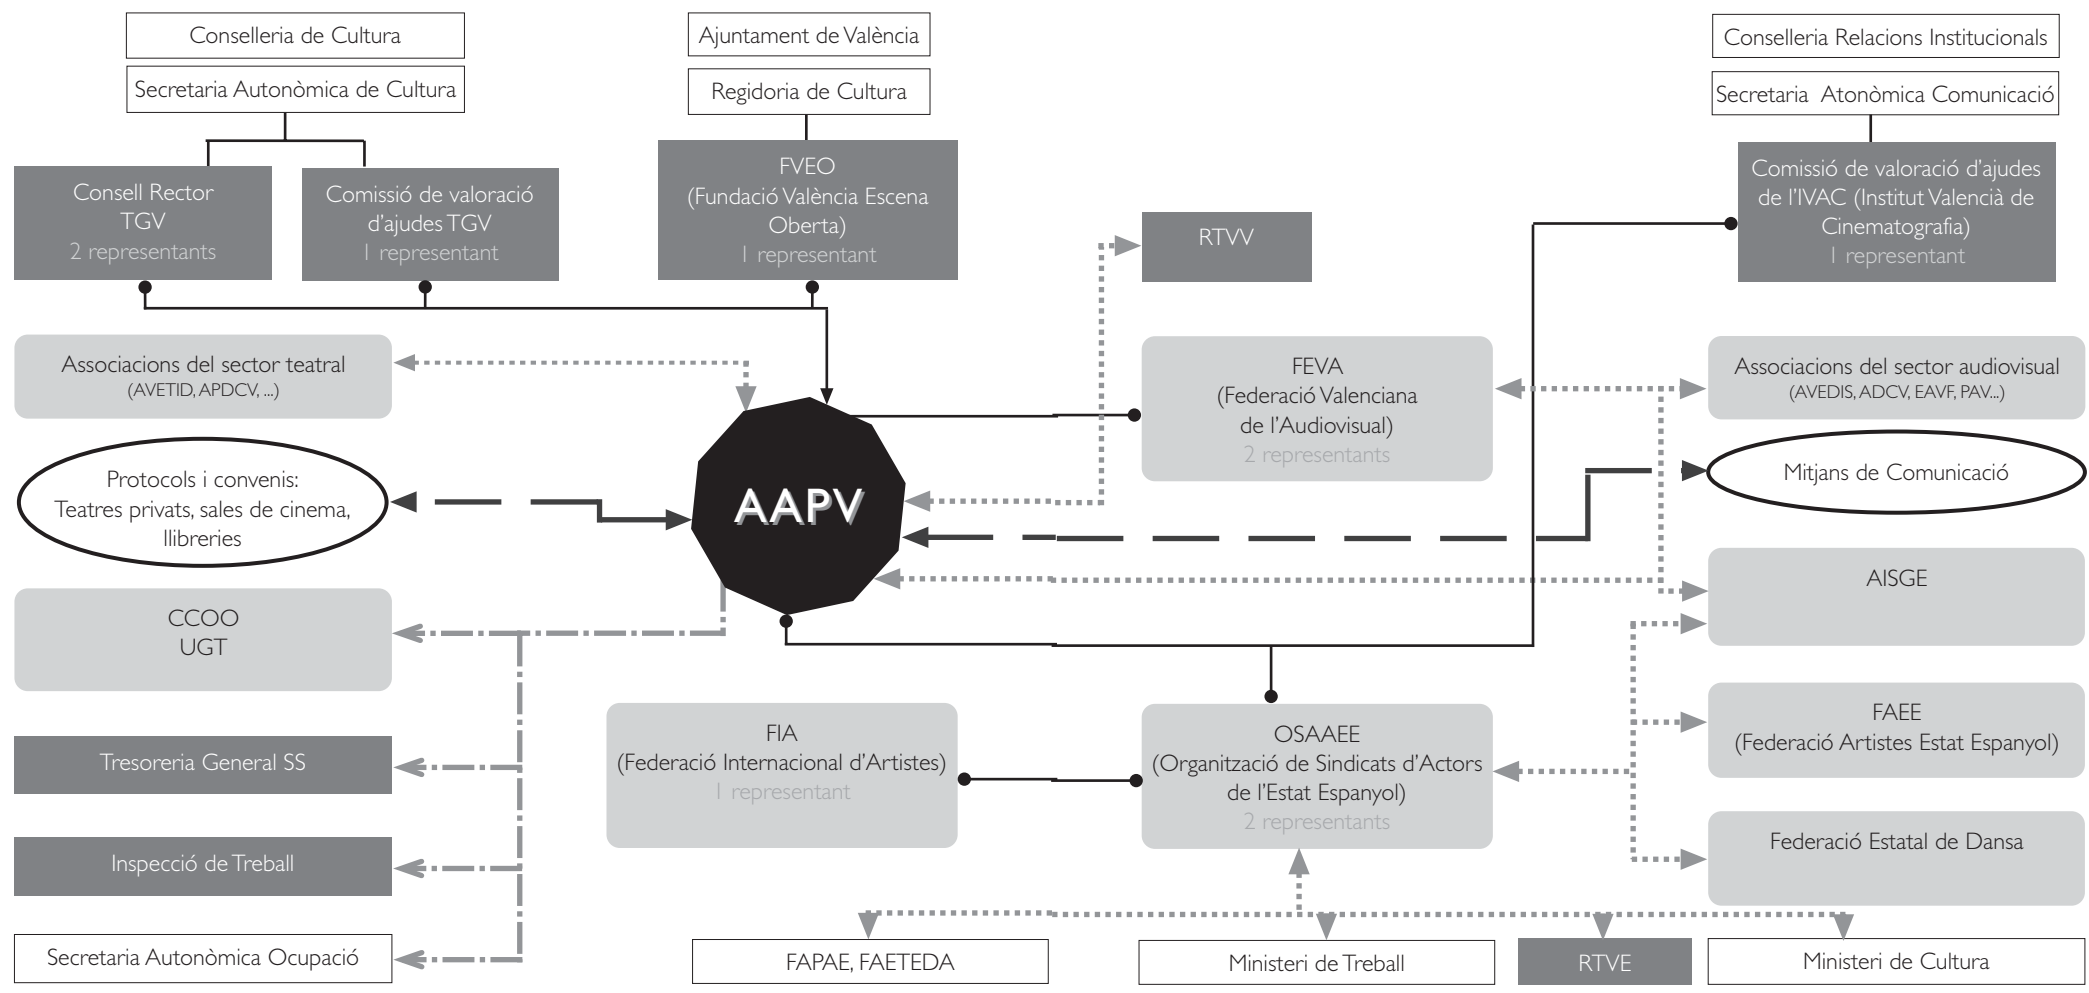 Conselleria de Cultura
Secretaria Autonòmica de Cultura
Ajuntament de València
Regidoria de Cultura
Conselleria Relacions Institucionals
Secretaria Atonòmica Comunicació
Consell Rector
TGV
2 representants
Comissió de valoració
d'ajudes TGV
1 representant
FVEO
(Fundació València Escena
Oberta)
1 representant
RTVV
Comissió de valoració d'ajudes
de l'IVAC (Institut Valencià de
Cinematografia)
1 representant
Associacions del sector teatral
(AVETID, APDCV, ...)
FEVA
(Federació Valenciana
de l'Audiovisual)
2 representants
Associacions del sector audiovisual
(AVEDIS, ADCV, EAVF, PAV...)
Protocols i convenis:
Teatres privats, sales de cinema,
llibreries
AAPV
Mitjans de Comunicació
CCOO
UGT
AISGE
Tresoreria General SS
FIA
(Federació Internacional d'Artistes)
1 representant
OSAAEE
(Organització de Sindicats d'Actors
de l'Estat Espanyol)
2 representants
FAEE
(Federació Artistes Estat Espanyol)
Inspecció de Treball
Federació Estatal de Dansa
Secretaria Autonòmica Ocupació
FAPAE, FAETEDA
Ministeri de Treball
RTVE
Ministeri de Cultura